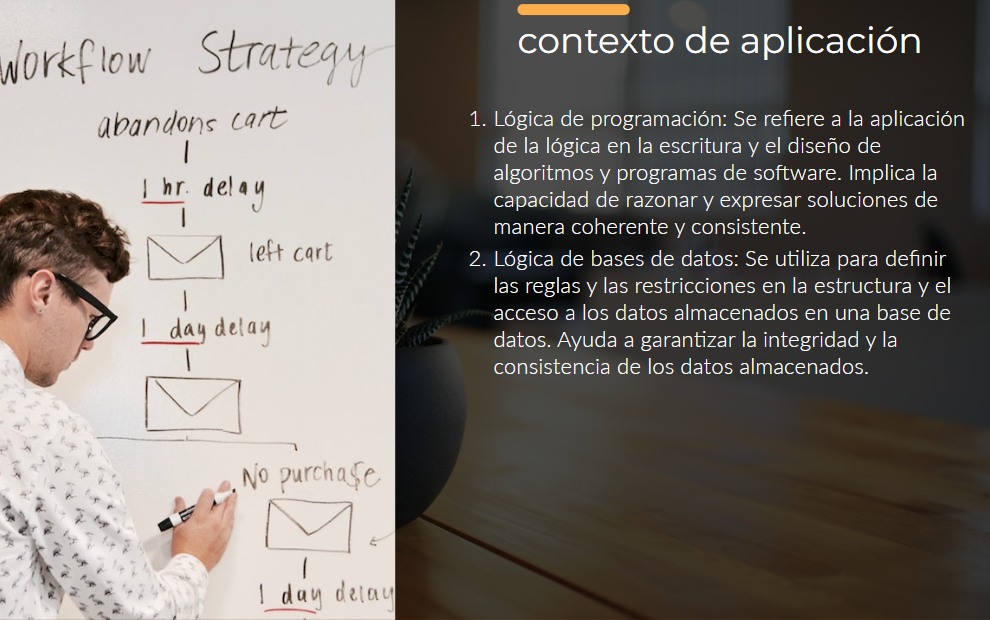 Workflow Strategy
abandons cart
1 hr. delay
left cart
1 day delay
No purchase
1 day delay
contexto de aplicación
1. Lógica de programación: Se refiere a la aplicación
de la lógica en la escritura y el diseño de
algoritmos y programas de software. Implica la
capacidad de razonar y expresar soluciones de
manera coherente y consistente.
2. Lógica de bases de datos: Se utiliza para definir
las reglas y las restricciones en la estructura y el
acceso a los datos almacenados en una base de
datos. Ayuda a garantizar la integridad y la
consistencia de los datos almacenados.